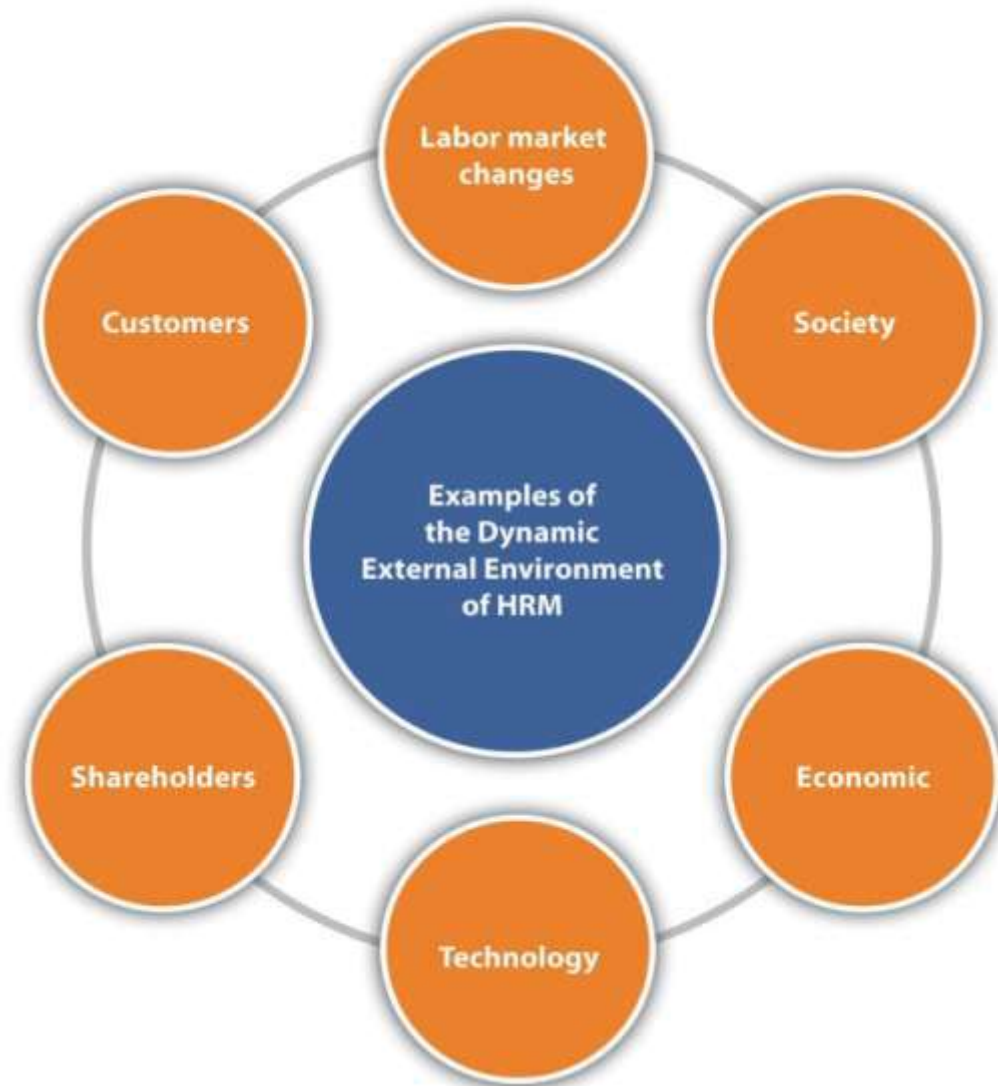 Labor market
changes
Customers
Society
Examples of
the Dynamic
External Environment
of HRM
Shareholders
Economic
Technology